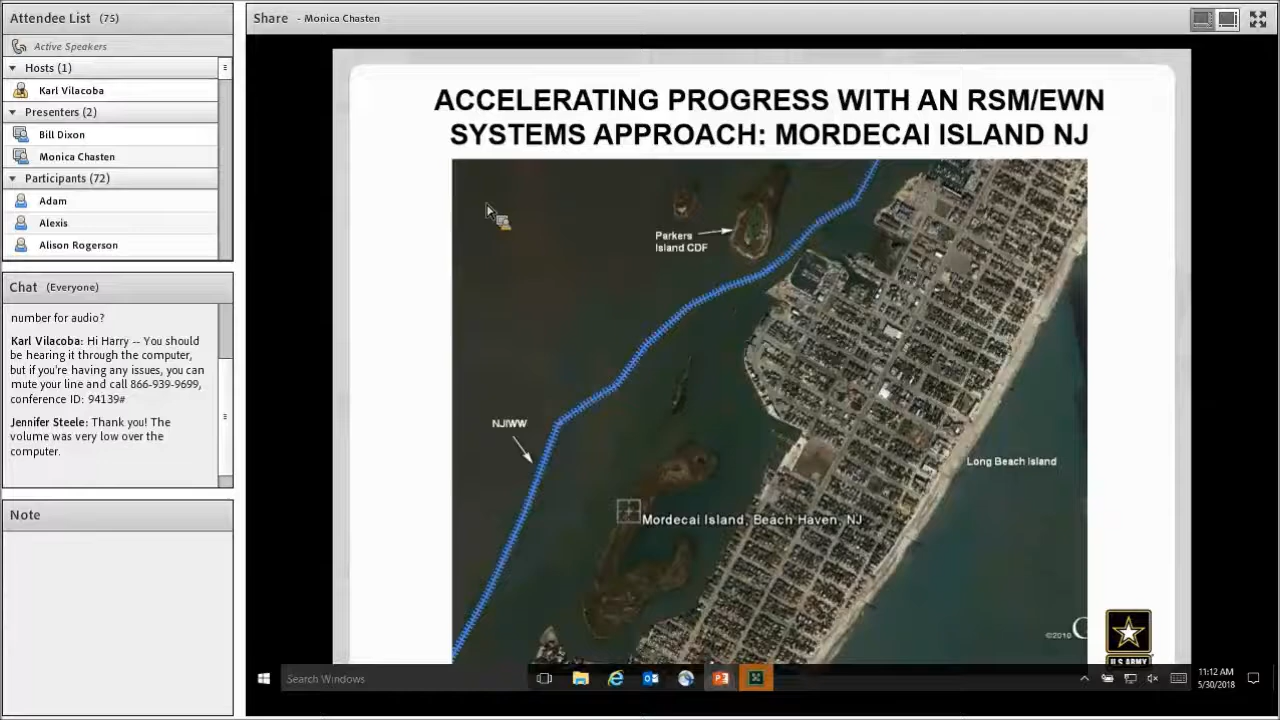 Attendee List (75)
Active Speakers
Hosts (1)
Karl Vilacoba
Presenters (2)
Bill Dixon
Monica Chasten
Participants (72)
Adam
Alexis
Alison Rogerson
Chat (Everyone)
number for audio?
Karl Vilacoba: Hi Harry -- You should
be hearing it through the computer,
but if you're having any issues, you can
mute your line and call 866-939-9699,
conference ID: 94139#
Jennifer Steele: Thank you! The
volume was very low over the
computer.
Note
Share - Monica Chasten
ACCELERATING PROGRESS WITH AN RSM/EWN
SYSTEMS APPROACH: MORDECAI ISLAND NJ
Parkers
Island CDF
NJIWW
Long Beach Island
Mordecai Island, Beach Haven, NJ
©2010 G
U.S. ARMY
Search Windows
11:12 AM
5/30/2018